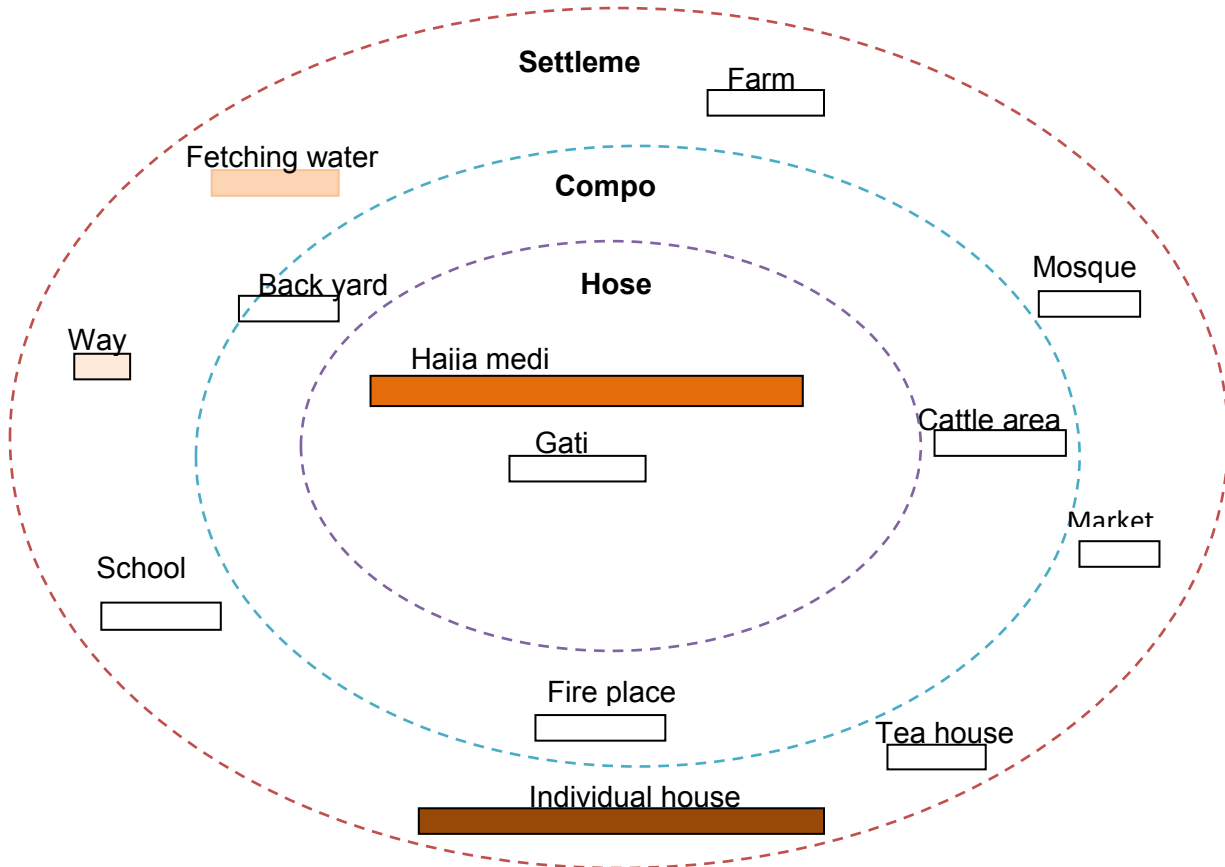 Settleme
Farm
Fetching water
Compo
Mosque
Back yard
Hose
Way
Haiia medi
Cattle area
Gati
Market
School
Fire place
Tea house
Individual house